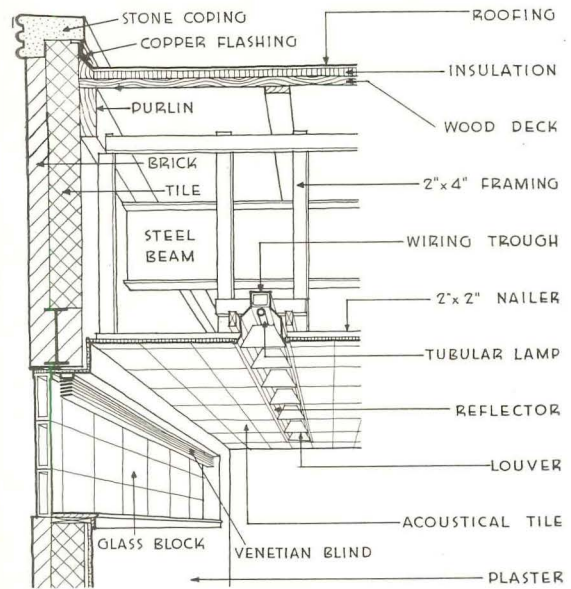 STONE COPING
ROOFING
COPPER FLASHING
INSULATION
PURLIN
WOOD DECK
BRICK
TILE
2"x 4" FRAMING
STEEL
BEAM
WIRING TROUGH
2"x 2" NAILER
TUBULAR LAMP
REFLECTOR
LOUVER
ACOUSTICAL TILE
GLASS BLOCK
VENETIAN BLIND
PLASTER